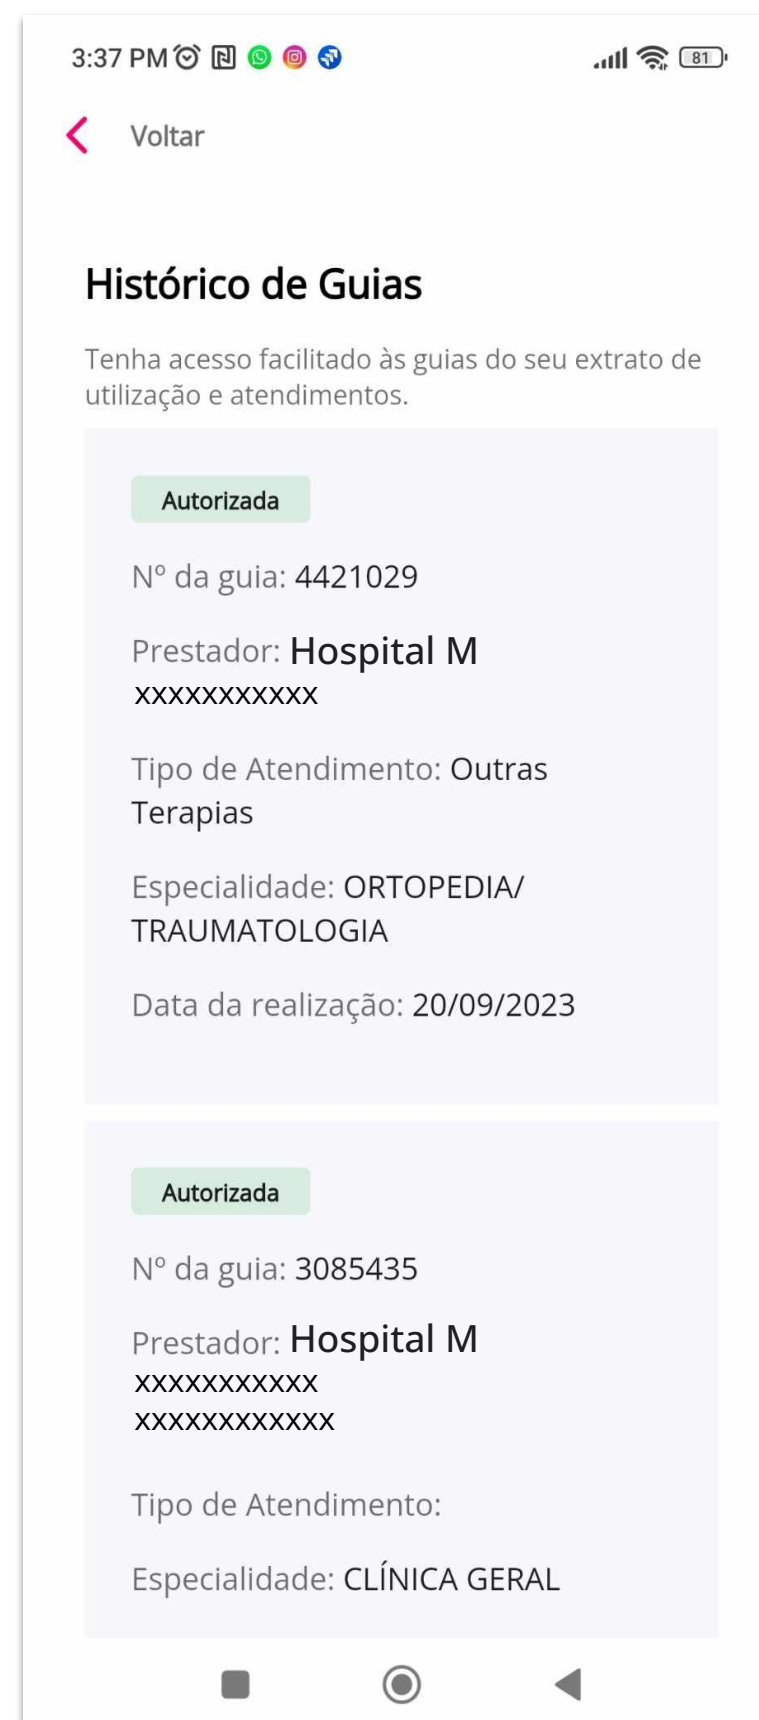 3:37 PM
81
Voltar
Histórico de Guias
Tenha acesso facilitado às guias do seu extrato de
utilização e atendimentos.
Autorizada
Nº da guia: 4421029
Prestador: Hospital M
xxxxxxxxxxx
Tipo de Atendimento: Outras
Terapias
Especialidade: ORTOPEDIA/
TRAUMATOLOGIA
Data da realização: 20/09/2023
Autorizada
Nº da guia: 3085435
Prestador: Hospital M
xxxxxxxxxxx
xxxxxxxxxxxx
Tipo de Atendimento:
Especialidade: CLÍNICA GERAL